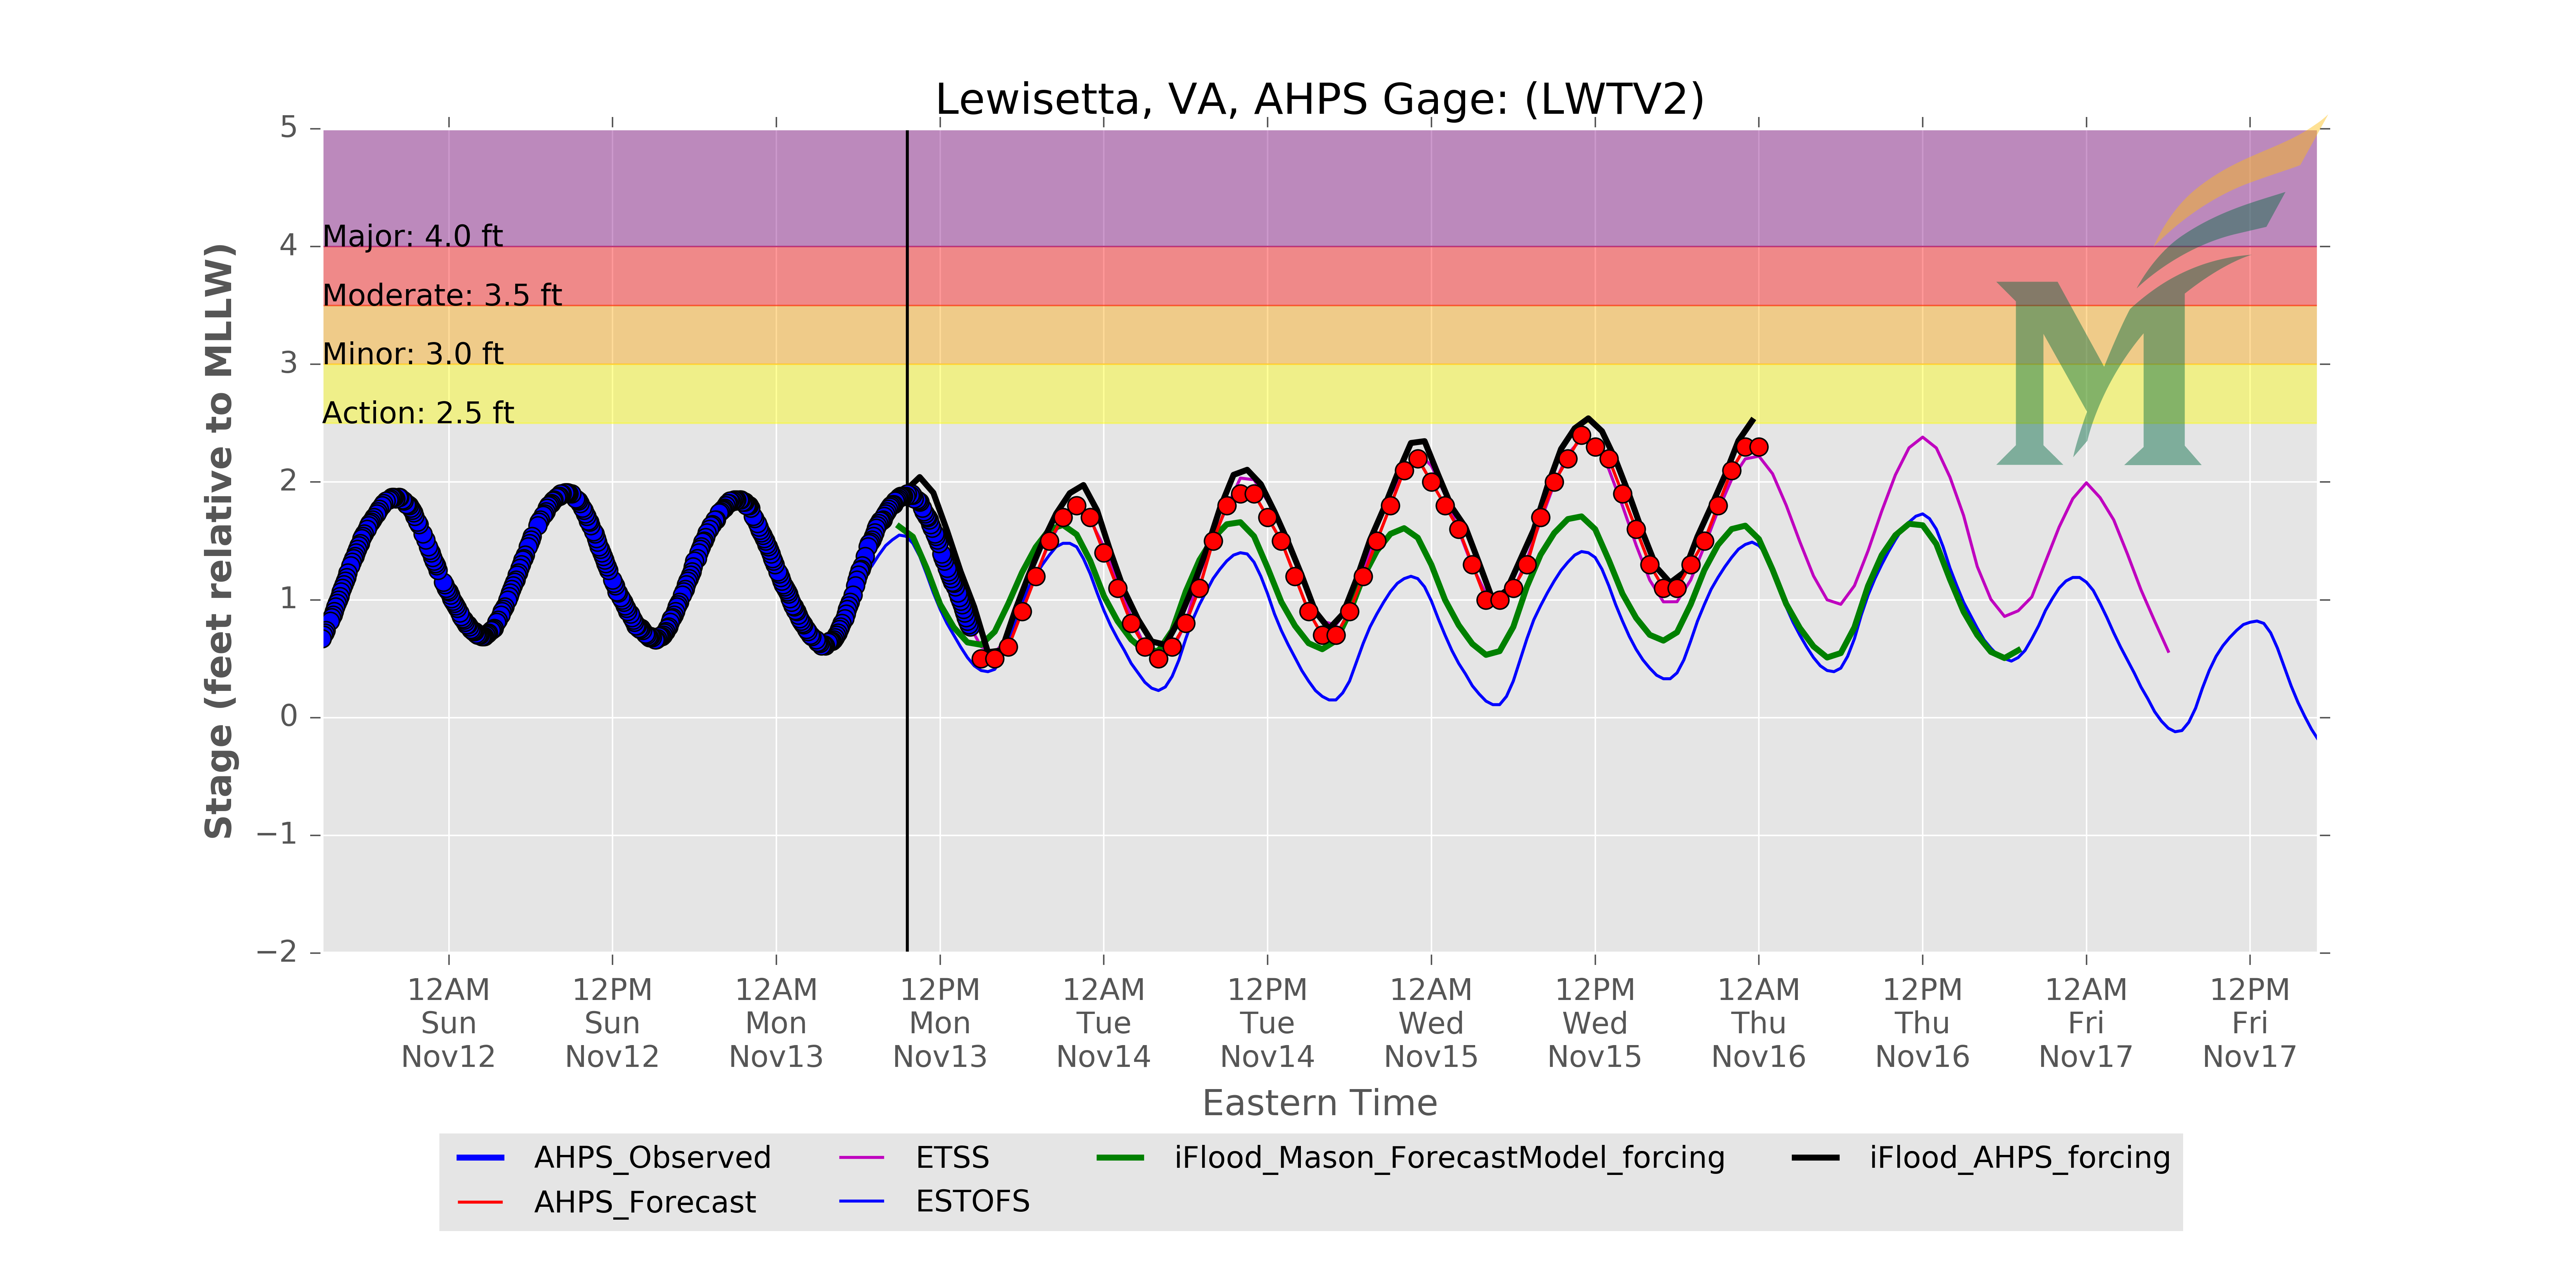 Lewisetta, VA, AHPS Gage: (LWTV2)
Stage (feet relative to MLLW)
5
4
3
2
1
0
−1
−2
Major: 4.0 ft
Moderate: 3.5 ft
Minor: 3.0 ft
Action: 2.5 ft
M
12AM 12PM 12AM 12PM 12AM 12PM 12AM 12PM 12AM 12PM 12AM 12PM
Sun Sun Mon Mon Tue Tue Wed Wed Thu Thu Fri Fri
Nov12 Nov12 Nov13 Nov13 Nov14 Nov14 Nov15 Nov15 Nov16 Nov16 Nov17 Nov17
Eastern Time
AHPS_Observed ETSS iFlood_Mason_ForecastModel_forcing iFlood_AHPS_forcing
AHPS_Forecast ESTOFS